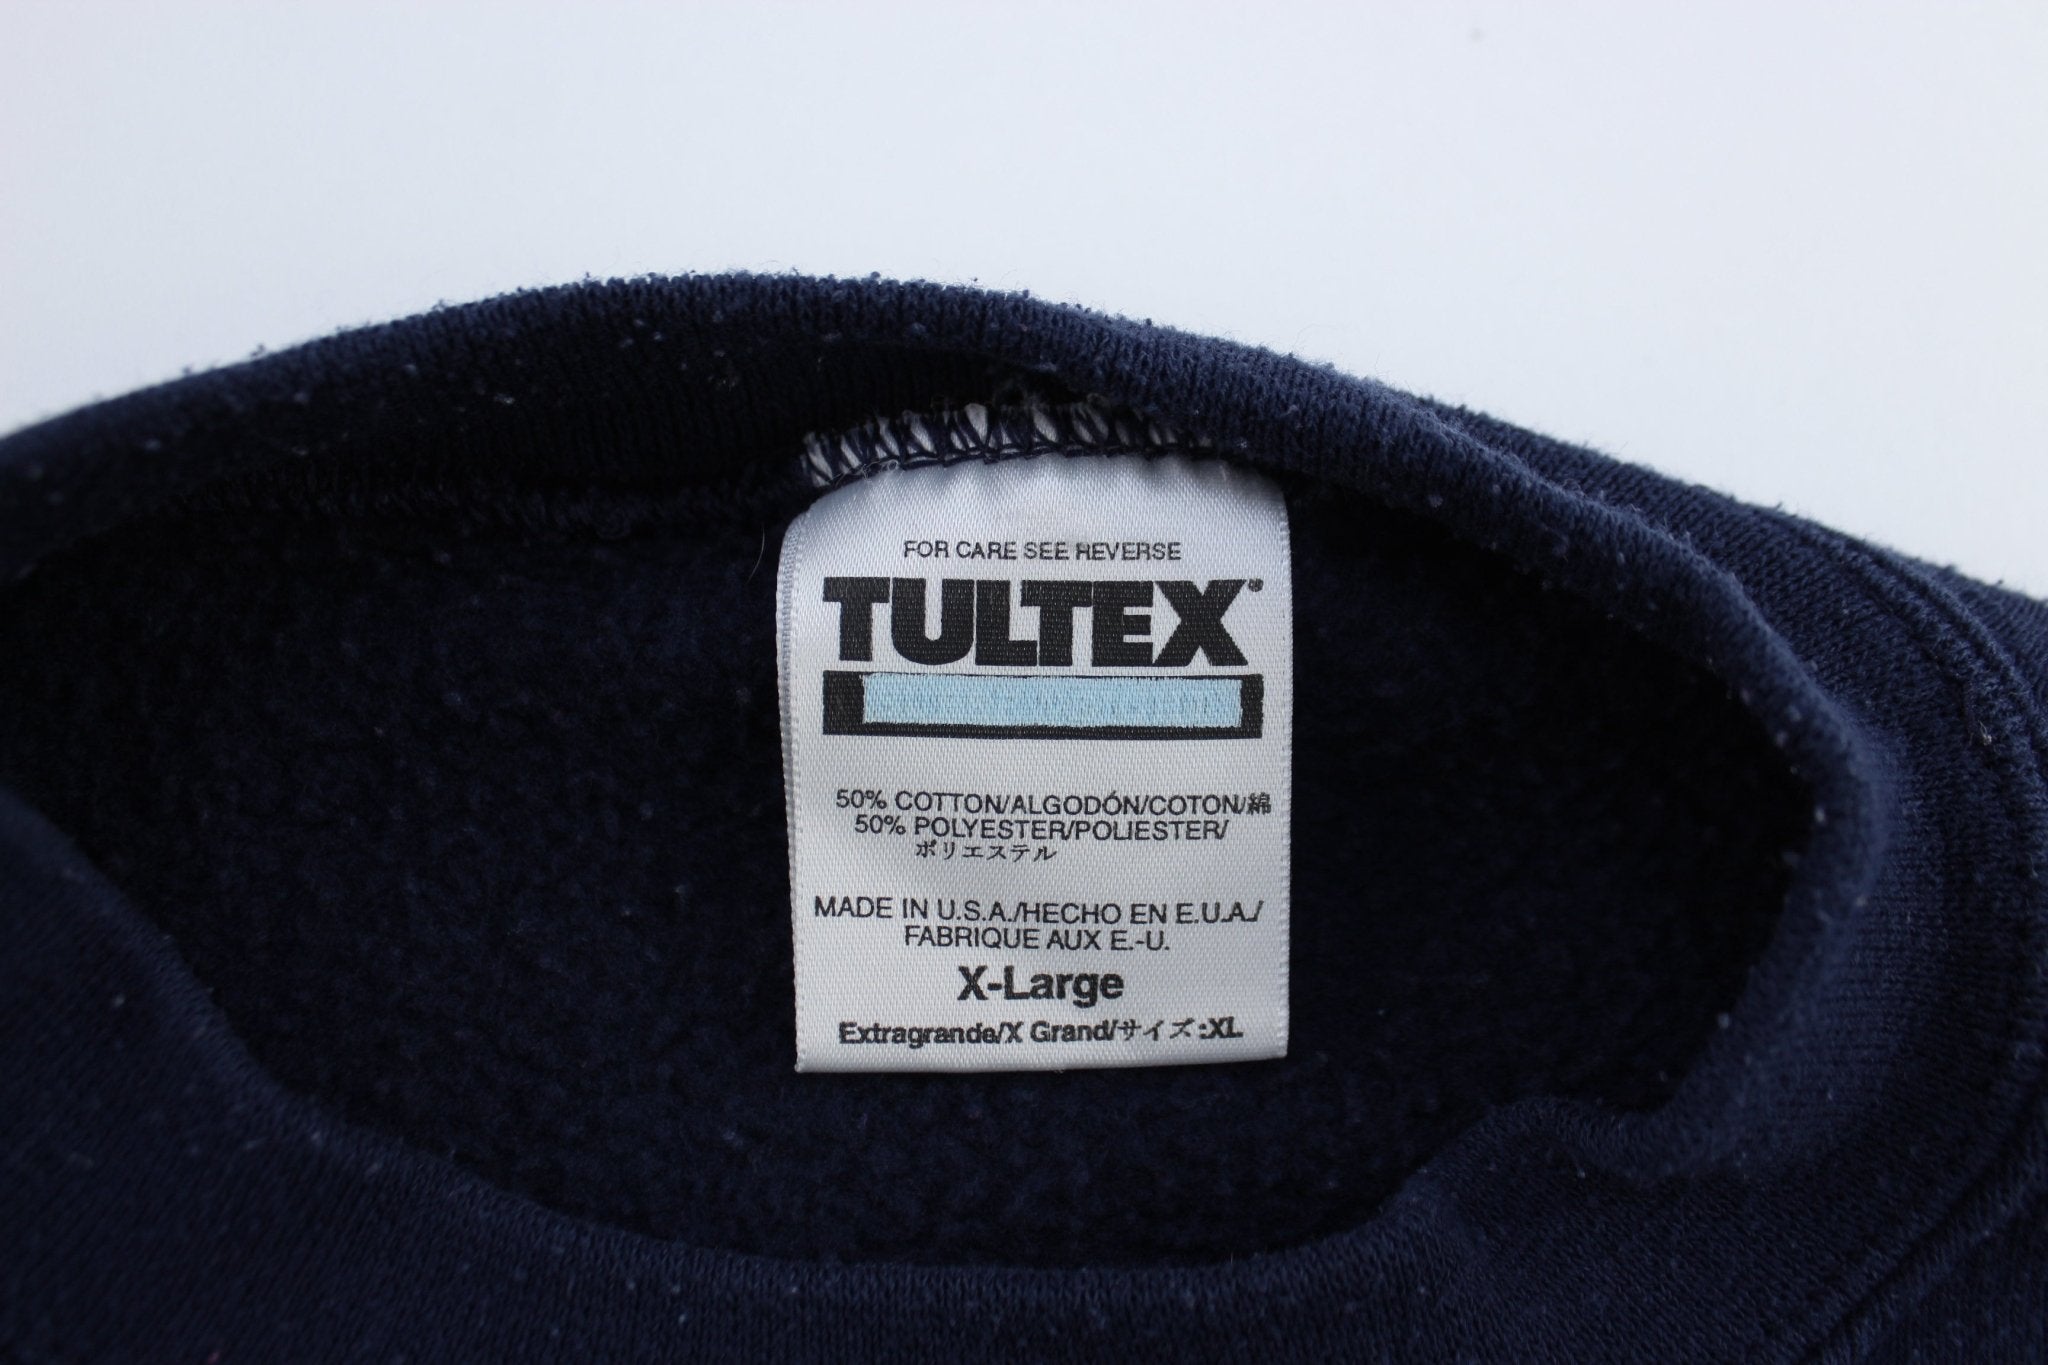 FOR CARE SEE REVERSE
TULTEX®
50% COTTON/ALGODÓN/COTON/綿
50% POLYESTER/POLIESTER/
ポリエステル
MADE IN U.S.A./HECHO EN E.U.A./
FABRIQUE AUX E.-U.
X-Large
Extragrande/X Grand/サイズ:XL